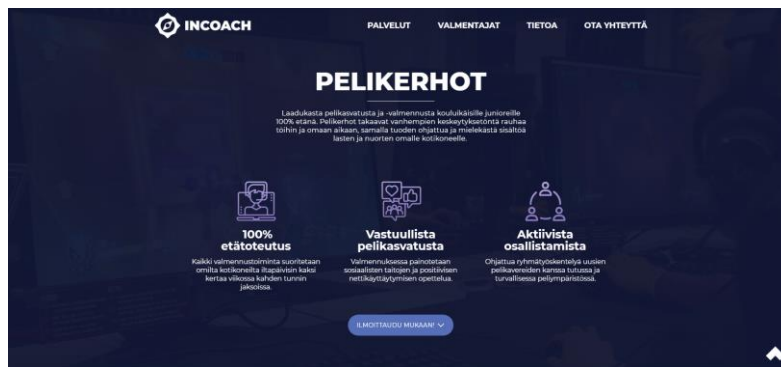 INCOACH
PALVELUT VALMENTAJAT TIETOA OTA YHTEYTTÄ
PELIKERHOT
Laadukasta pelikasvatusta ja -valmennusta kouluikäisille junioreille
100% etänä. Pelikerhot takaavat vanhempien keskeytyksetöntä rauhaa
töihin ja omaan aikaan, samalla tuoden ohjattua ja mielekästä sisältöä
lasten ja nuorten omalle kotikoneelle.
100%
etätoteutus
Kaikki valmennustoiminta suoritetaan
omilta kotikoneilta iltapäivisin kaksi
kertaa viikossa kahden tunnin
jaksoissa.
Vastuullista
pelikasvatusta
Valmennuksessa painotetaan
sosiaalisten taitojen ja positiivisen
nettikäyttäytymisen opettelua.
Aktiivista
osallistamista
Ohjattua ryhmätyöskentelyä uusien
pelikavereiden kanssa tutussa ja
turvallisessa peliympäristössä.
ILMOITTAUDU MUKAAN!